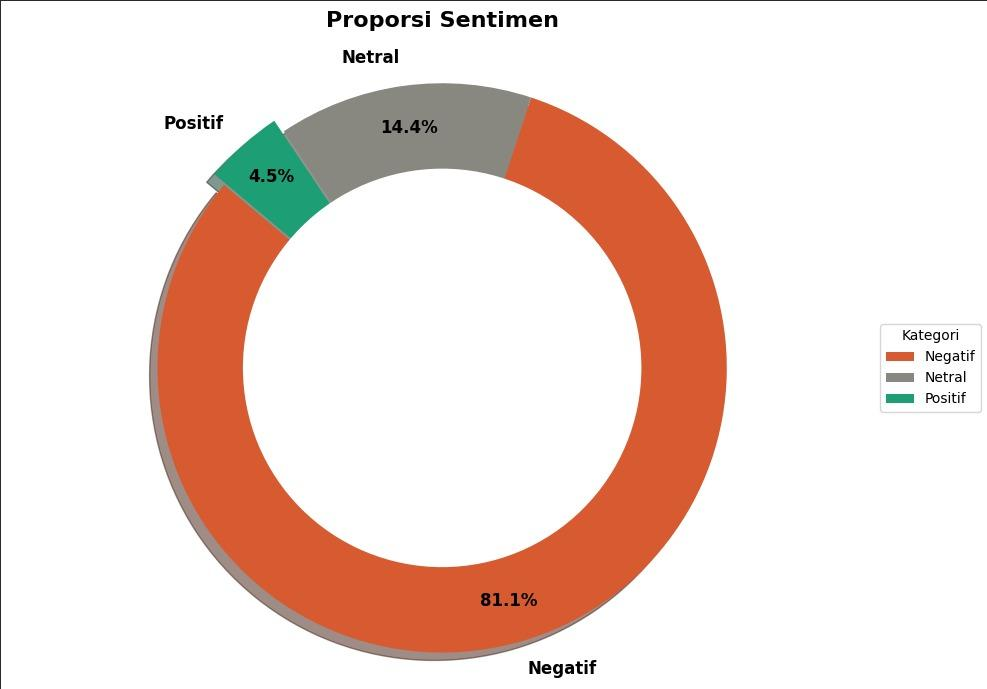 Proporsi Sentimen
Netral
Positif
14.4%
4.5%
Kategori
Negatif
Netral
Positif
81.1%
Negatif